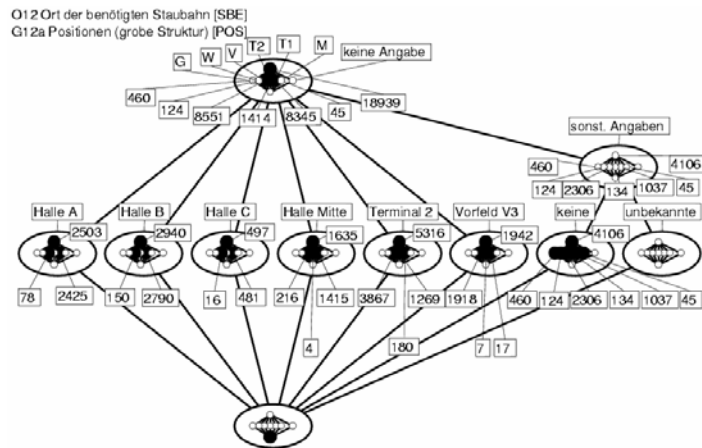 O12 Ort der benötigten Staubahn [SBE]
G12a Positionen (grobe Struktur) [POS]
G W V T2 T1 M keine Angabe
460 124 8551 1414 8345 45 18939
sonst. Angaben
460 4106
124 2306 134 1037 45
Halle A Halle B Halle C Halle Mitte Terminal 2 Vorfeld V3 keine unbekannte
2503 2940 497 1635 5316 1942 4106
78 2425 150 2790 16 481 216 1415 3867 1269 1918 460 124 2306 134 1037 45
4 180 7 17